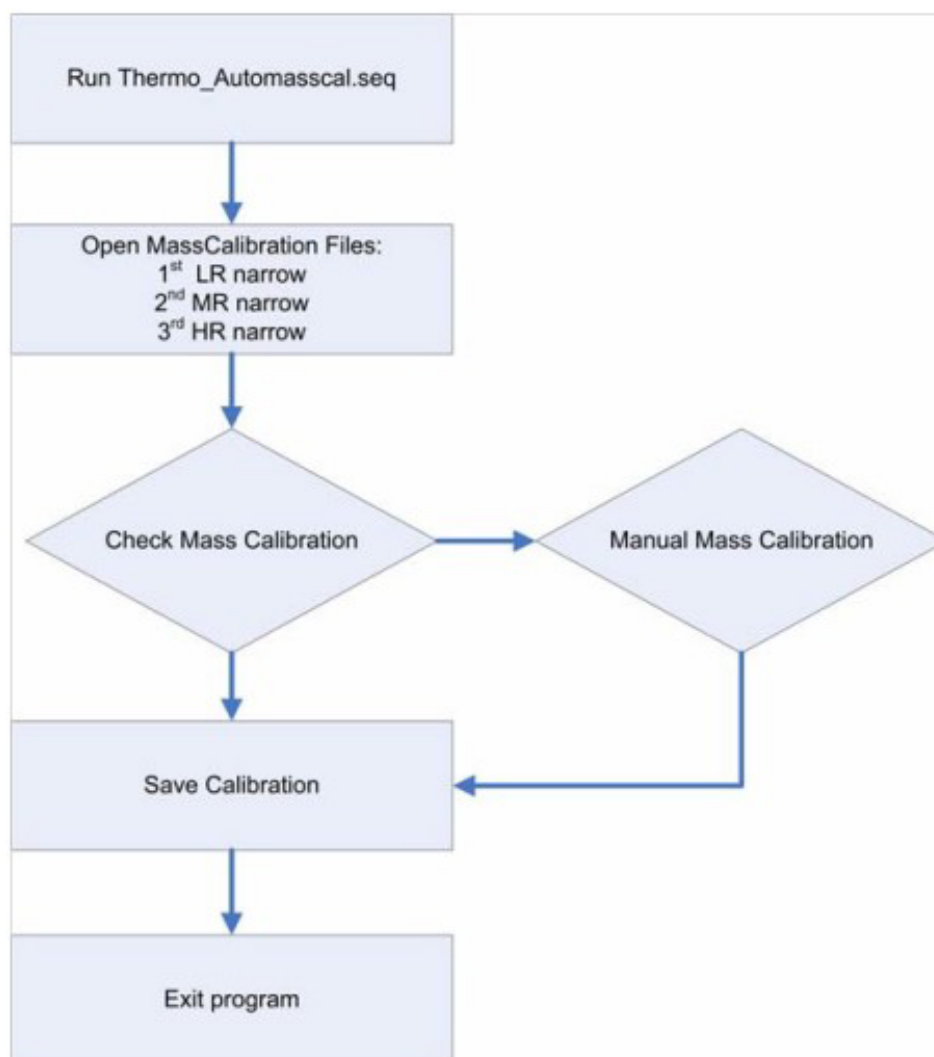 Run Thermo_Automasscal.seq
Open MassCalibration Files:
1st LR narrow
2nd MR narrow
3rd HR narrow
Check Mass Calibration
Manual Mass Calibration
Save Calibration
Exit program